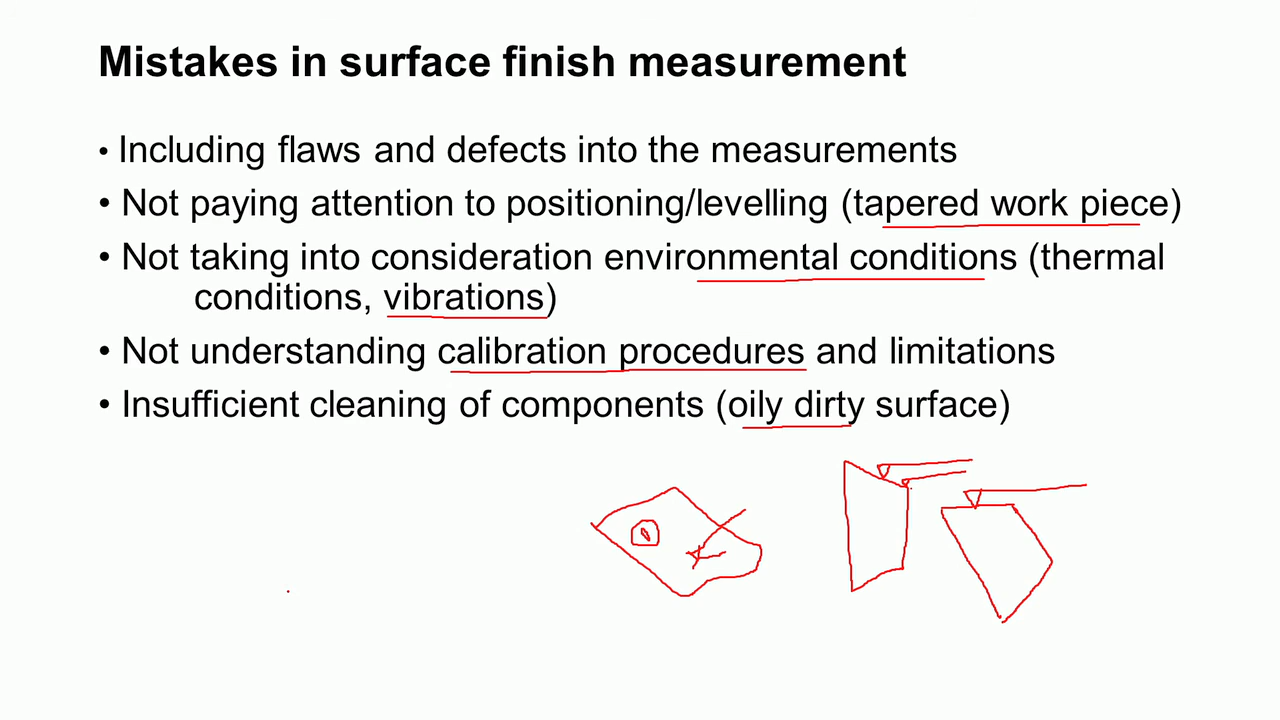 Mistakes in surface finish measurement
• Including flaws and defects into the measurements
• Not paying attention to positioning/levelling (tapered work piece)
• Not taking into consideration environmental conditions (thermal
conditions, vibrations)
• Not understanding calibration procedures and limitations
• Insufficient cleaning of components (oily dirty surface)